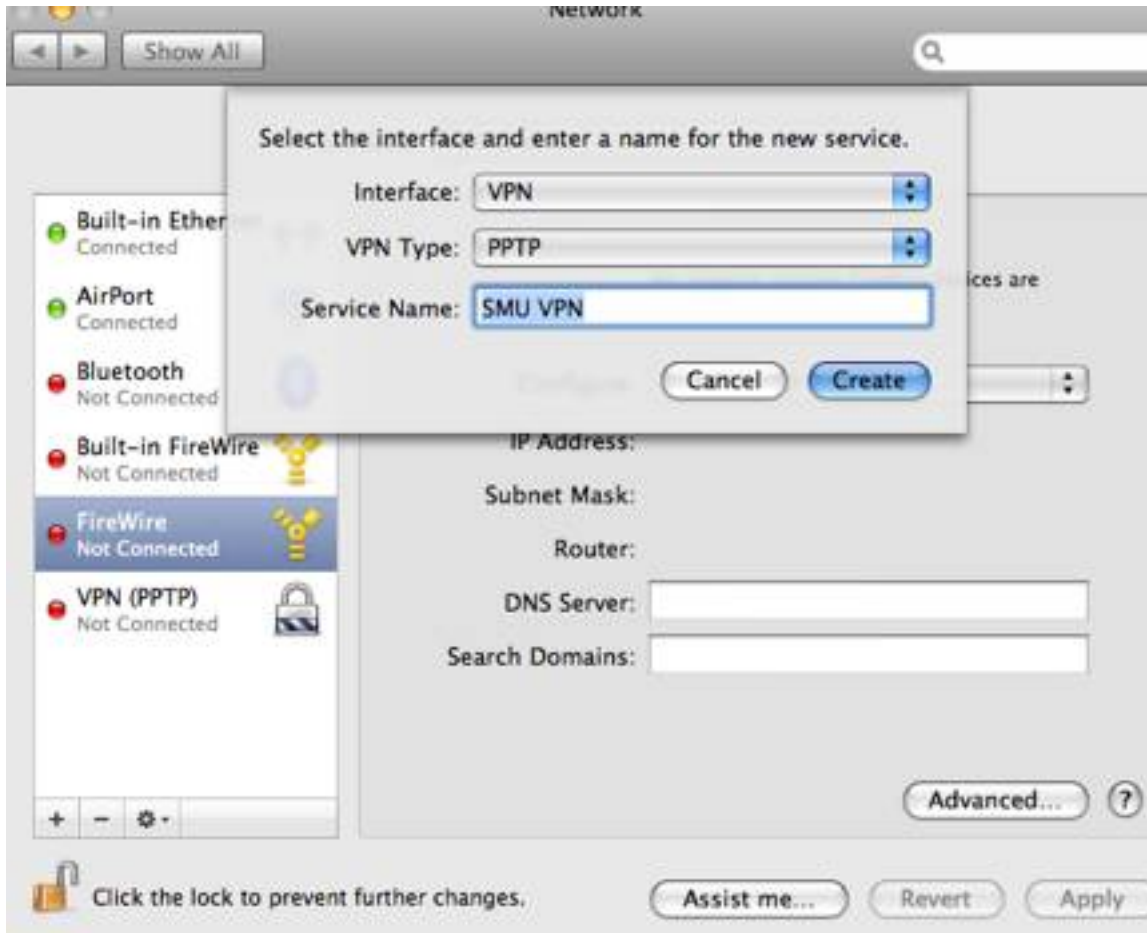 Network
Show All
Select the interface and enter a name for the new service.
Interface: VPN
VPN Type: PPTP
Service Name: SMU VPN
Cancel Create
Built-in Ether
Connected
AirPort
Connected
Bluetooth
Not Connected
Built-in FireWire
Not Connected
FireWire
Not Connected
VPN (PPTP)
Not Connected
ices are
IP Address:
Subnet Mask:
Router:
DNS Server:
Search Domains:
Advanced... ?
+ -
Click the lock to prevent further changes.
Assist me... Revert Apply